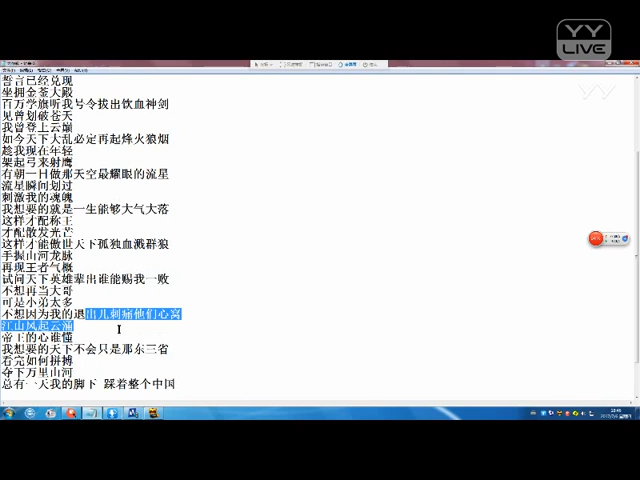 YY
LIVE
誓言已经兑现
坐拥金銮大殿
百万学旗听我号令拔出饮血神剑
见曾划破苍天
我曾登上云巅
如今天下大乱必定再起烽火狼烟
趁我现在年轻
架起弓来射鹰
有朝一日做那天空最耀眼的流星
流星瞬间划过
刺激我的魂魄
我想要的就是一生能够大气大落
这样才配称王
才配散发光芒
这样才能傲世天下孤独血溅群狼
手握山河龙脉
再现王者气概
试问天下英雄辈出谁能赐我一败
不想再当大哥
可是小弟太多
不想因为我的退出儿刺痛他们心窝
江山风起云涌
帝王的心谁懂
我想要的天下不会只是那东三省
看完如何拼搏
夺下万里山河
总有一天我的脚下 踩着整个中国